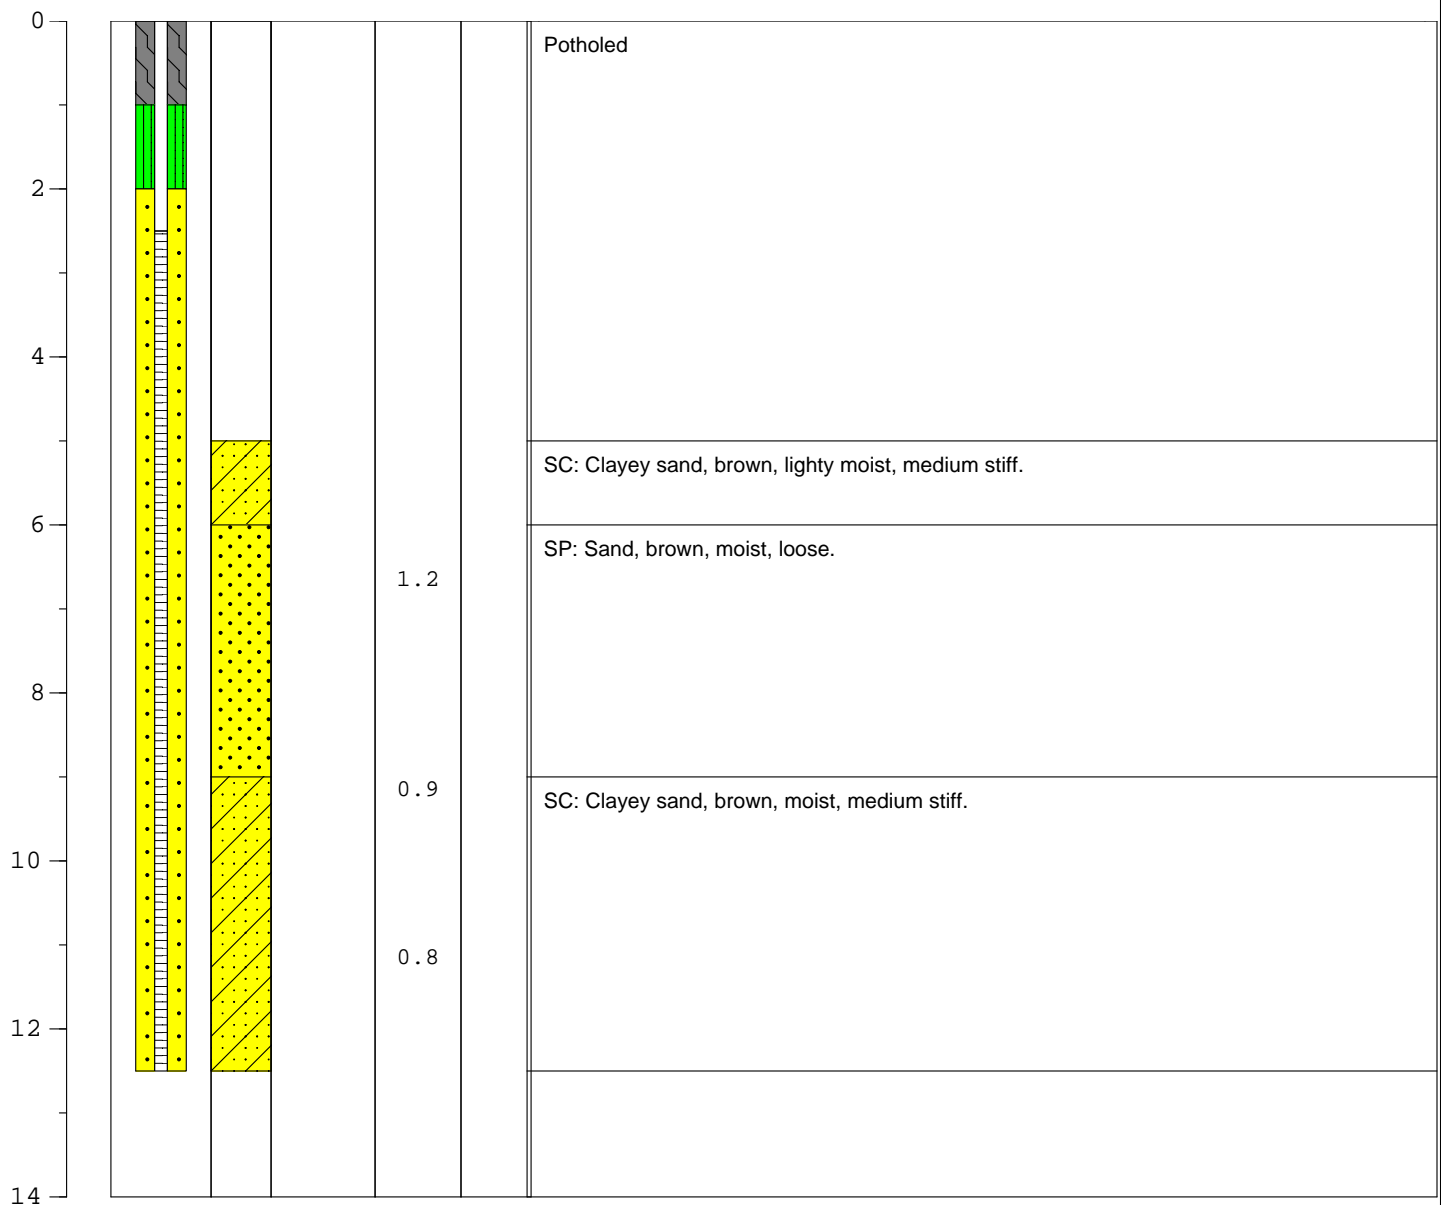 0
Potholed
2
4
SC: Clayey sand, brown, lighty moist, medium stiff.
6
SP: Sand, brown, moist, loose.
1.2
8
0.9
SC: Clayey sand, brown, moist, medium stiff.
10
0.8
12
14